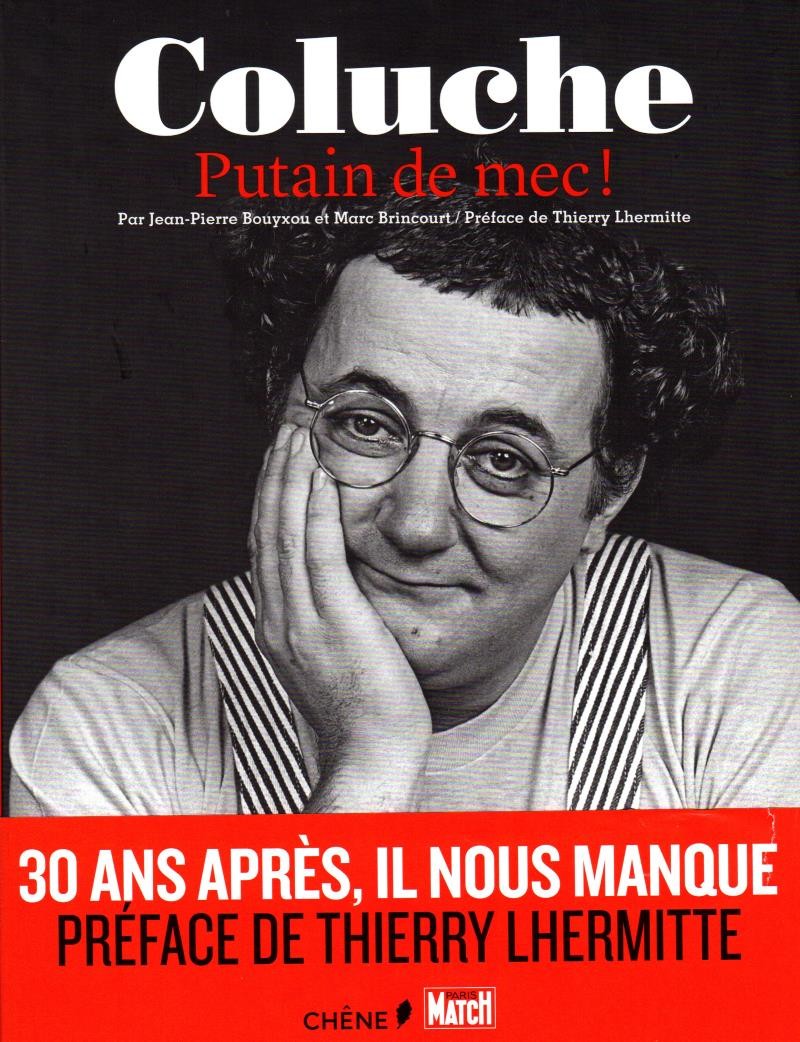 Coluche
Putain de mec !
Par Jean-Pierre Bouyxou et Marc Brincourt / Préface de Thierry Lhermitte
30 ANS APRÈS, IL NOUS MANQUE
PRÉFACE DE THIERRY LHERMITTE
CHÊNE
PARIS
MATCH